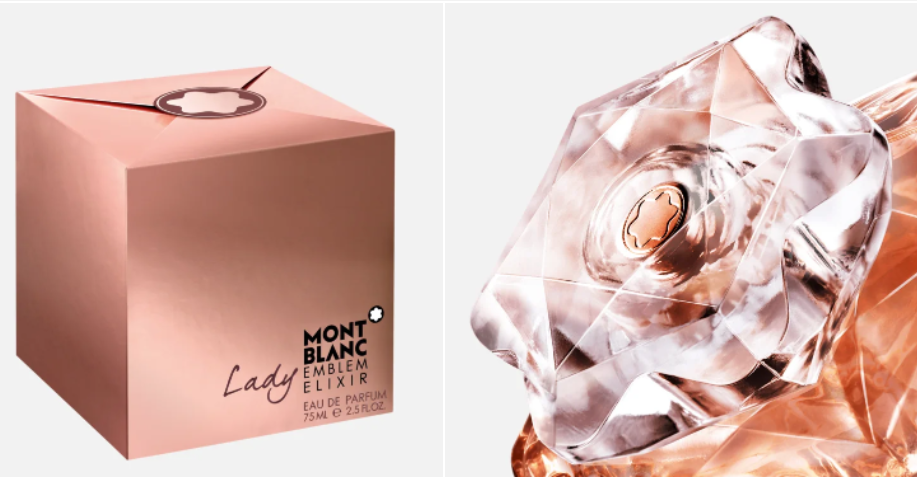 MONT
BLANC
Lady EMBLEM
ELIXIR
EAU DE PARFUM
75ML ℮ 2.5 FL.OZ.